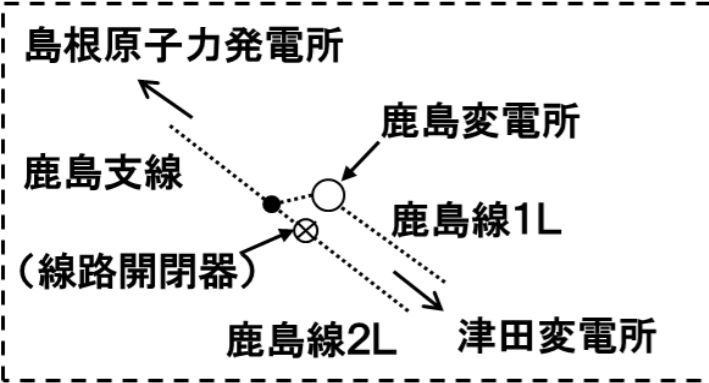 島根原子力発電所
鹿島変電所
鹿島支線
鹿島線1L
（線路開閉器）
鹿島線2L
津田変電所